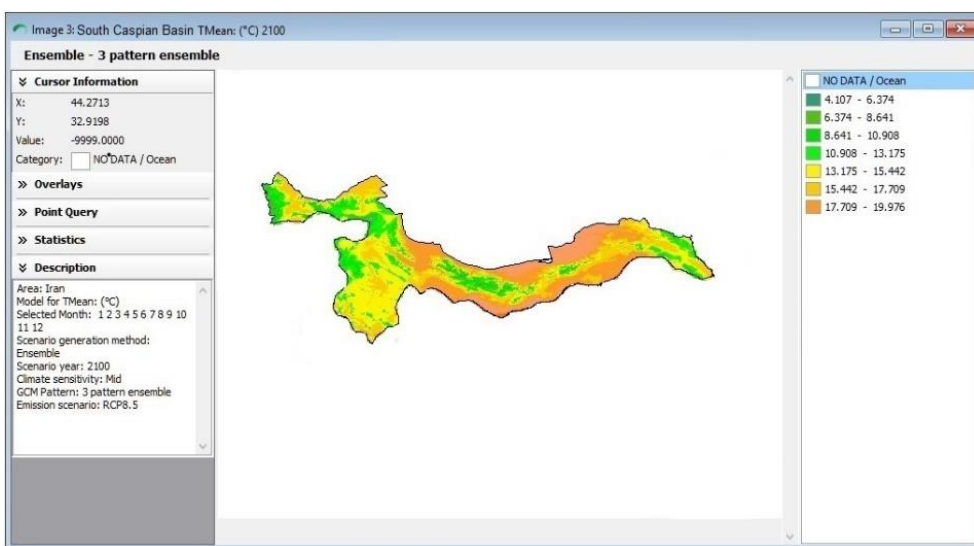 Image 3: South Caspian Basin TMean: (°C) 2100
Ensemble - 3 pattern ensemble
Cursor Information
X: 44.2713
Y: 32.9198
Value: -9999.0000
Category: NO DATA / Ocean
Overlays
Point Query
Statistics
Description
Area: Iran
Model for TMean: (°C)
Selected Month: 1 2 3 4 5 6 7 8 9 10
11 12
Scenario generation method:
Ensemble
Scenario year: 2100
Climate sensitivity: Mid
GCM Pattern: 3 pattern ensemble
Emission scenario: RCP8.5
NO DATA / Ocean
4.107 - 6.374
6.374 - 8.641
8.641 - 10.908
10.908 - 13.175
13.175 - 15.442
15.442 - 17.709
17.709 - 19.976